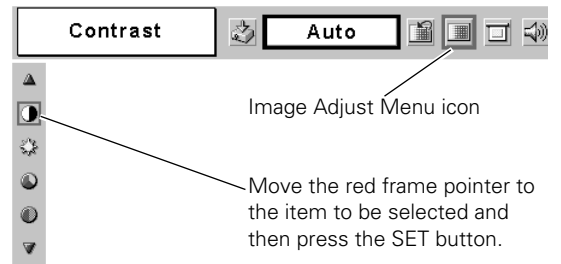 Contrast
Auto
Image Adjust Menu icon
Move the red frame pointer to
the item to be selected and
then press the SET button.